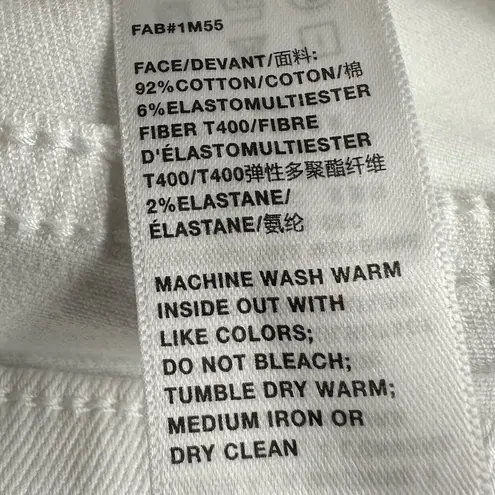 FAB#1M55
FACE/DEVANT/面料:
92%COTTON/COTON/棉
6%ELASTOMULTIESTER
FIBER T400/FIBRE
D'ÉLASTOMULTIESTER
T400/T400弹性多聚酯纤维
2%ELASTANE/
ÉLASTANE/氨纶
MACHINE WASH WARM
INSIDE OUT WITH
LIKE COLORS;
DO NOT BLEACH;
TUMBLE DRY WARM;
MEDIUM IRON OR
DRY CLEAN